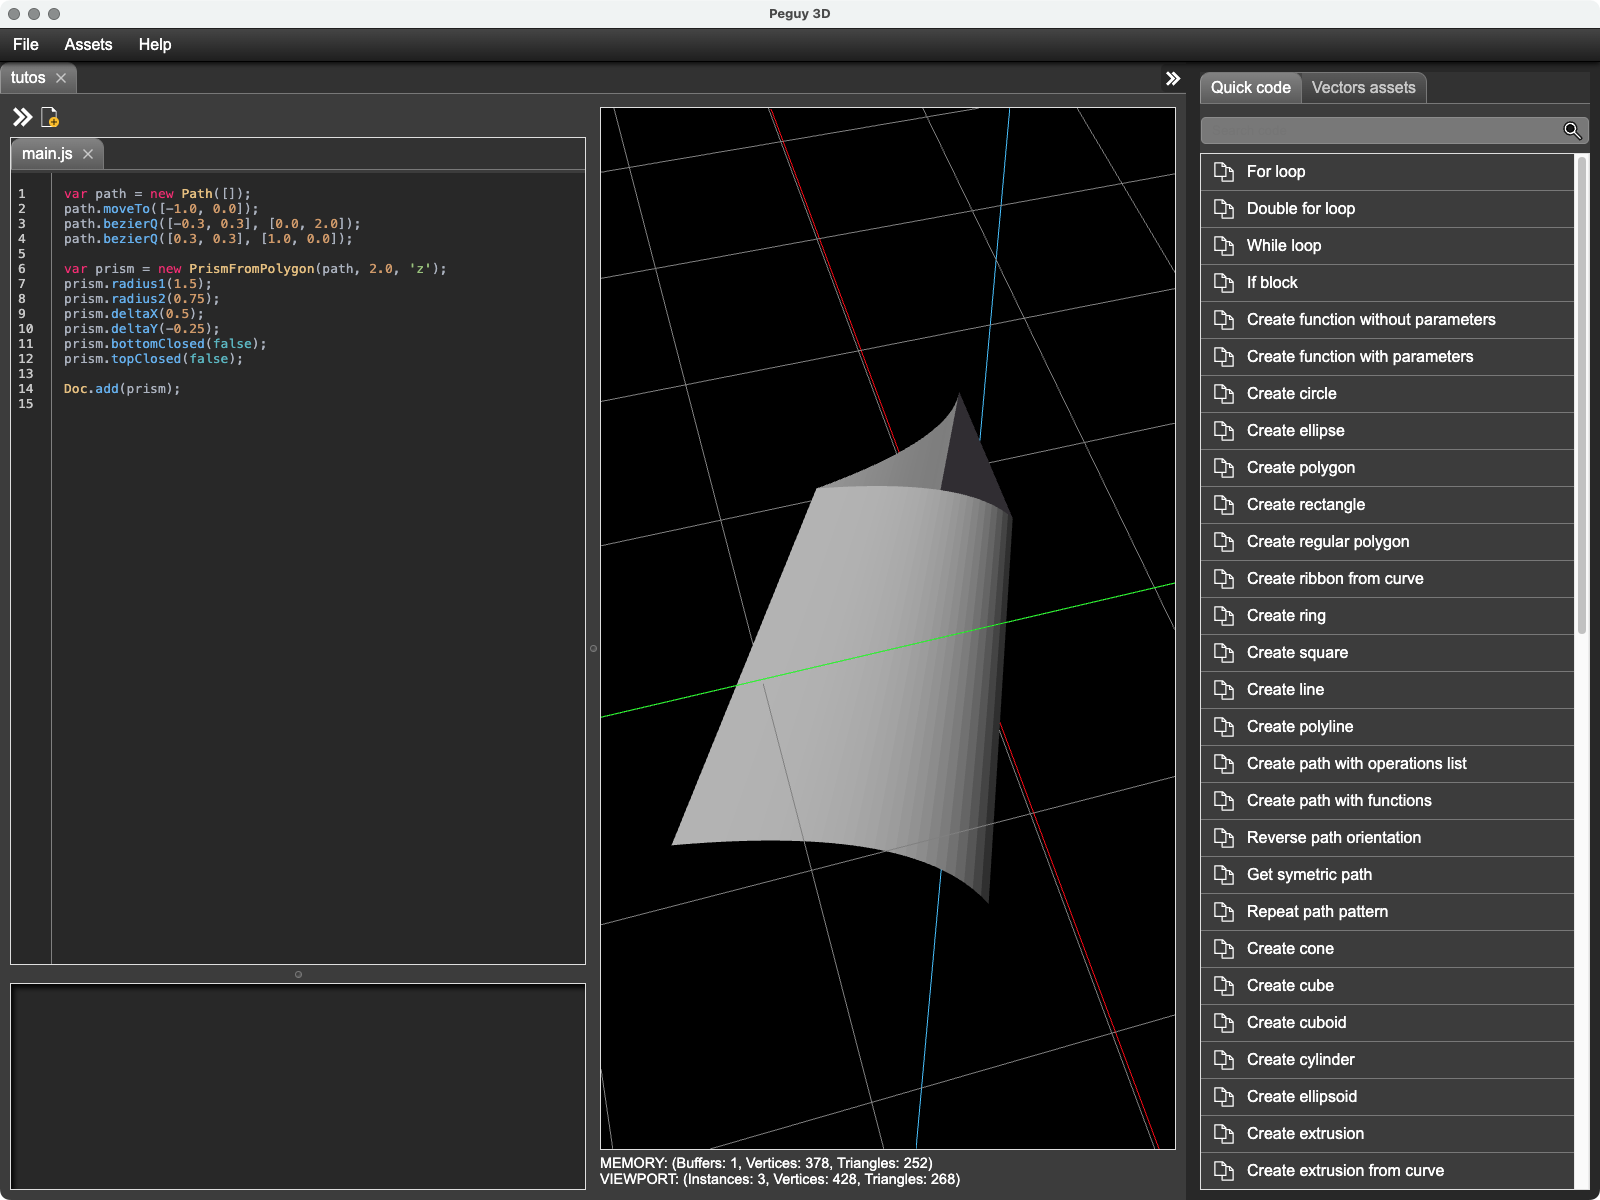 Peguy 3D
File Assets Help
tutos
main.js
1 var path = new Path([]);
2 path.moveTo([-1.0, 0.0]);
3 path.bezierQ([-0.3, 0.3], [0.0, 2.0]);
4 path.bezierQ([0.3, 0.3], [1.0, 0.0]);
5
6 var prism = new PrismFromPolygon(path, 2.0, 'z');
7 prism.radius1(1.5);
8 prism.radius2(0.75);
9 prism.deltaX(0.5);
10 prism.deltaY(-0.25);
11 prism.bottomClosed(false);
12 prism.topClosed(false);
13
14 Doc.add(prism);
15
MEMORY: (Buffers: 1, Vertices: 378, Triangles: 252)
VIEWPORT: (Instances: 3, Vertices: 428, Triangles: 268)
Quick code Vectors assets
For loop
Double for loop
While loop
If block
Create function without parameters
Create function with parameters
Create circle
Create ellipse
Create polygon
Create rectangle
Create regular polygon
Create ribbon from curve
Create ring
Create square
Create line
Create polyline
Create path with operations list
Create path with functions
Reverse path orientation
Get symetric path
Repeat path pattern
Create cone
Create cube
Create cuboid
Create cylinder
Create ellipsoid
Create extrusion
Create extrusion from curve